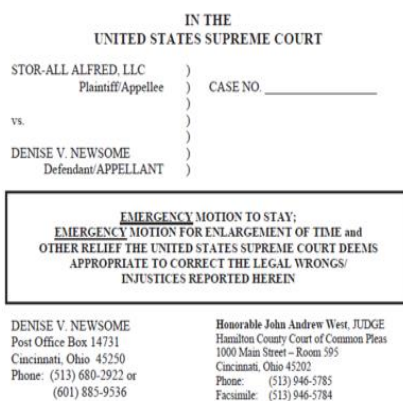 IN THE
UNITED STATES SUPREME COURT
STOR-ALL ALFRED, LLC )
Plaintiff/Appellee ) CASE NO. ____________
)
vs. )
)
DENISE V. NEWSOME )
Defendant/APPELLANT )
EMERGENCY MOTION TO STAY;
EMERGENCY MOTION FOR ENLARGEMENT OF TIME and
OTHER RELIEF THE UNITED STATES SUPREME COURT DEEMS
APPROPRIATE TO CORRECT THE LEGAL WRONGS/
INJUSTICES REPORTED HEREIN
DENISE V. NEWSOME
Post Office Box 14731
Cincinnati, Ohio 45250
Phone: (513) 680-2922 or
(601) 885-9536
Honorable John Andrew West, JUDGE
Hamilton County Court of Common Pleas
1000 Main Street – Room 595
Cincinnati, Ohio 45202
Phone: (513) 946-5785
Facsimile: (513) 946-5784